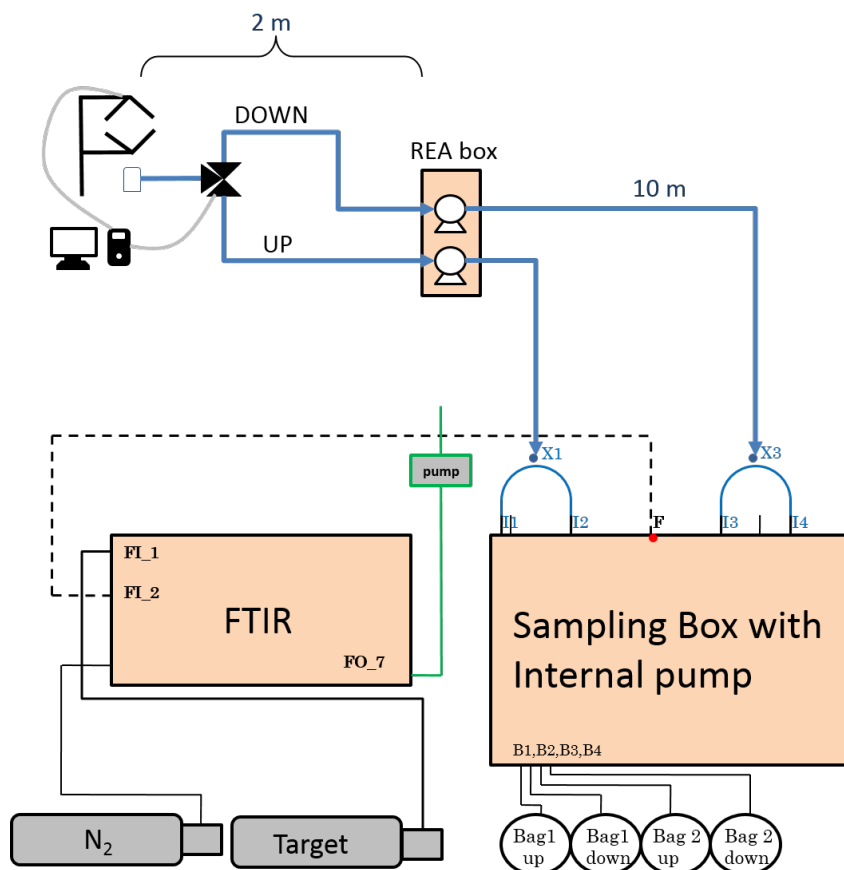 2 m
DOWN
REA box
10 m
UP
X1
X3
pump
I1
I2
F
I3
I4
FI_1
FI_2
FTIR
FO_7
Sampling Box with
Internal pump
B1,B2,B3,B4
N2
Target
Bag1
up
Bag1
down
Bag 2
up
Bag 2
down